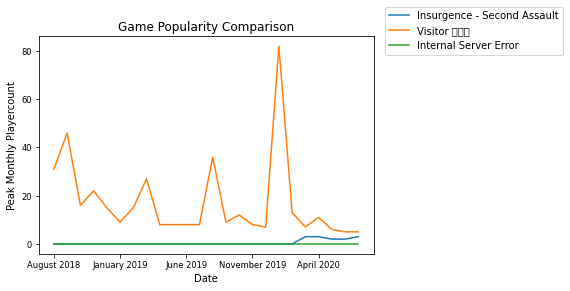 Game Popularity Comparison
Insurgence - Second Assault
Visitor
Internal Server Error
Peak Monthly Playercount
80
60
40
20
0
August 2018 January 2019 June 2019 November 2019 April 2020
Date